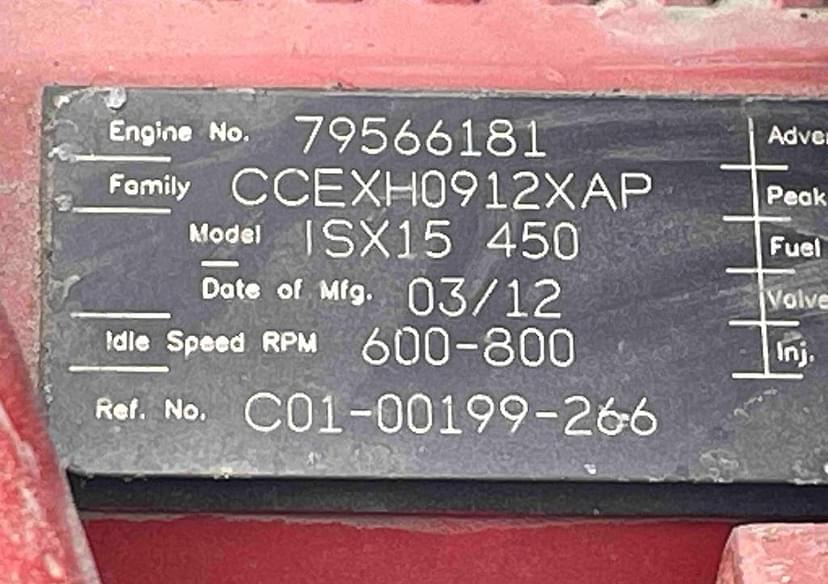 Engine No. 79566181
Family CCEXH0912XAP
Model ISX15 450
Date of Mfg. 03/12
Idle Speed RPM 600-800
Ref. No. C01-00199-266
Peak
Fuel
Valve
Inj.